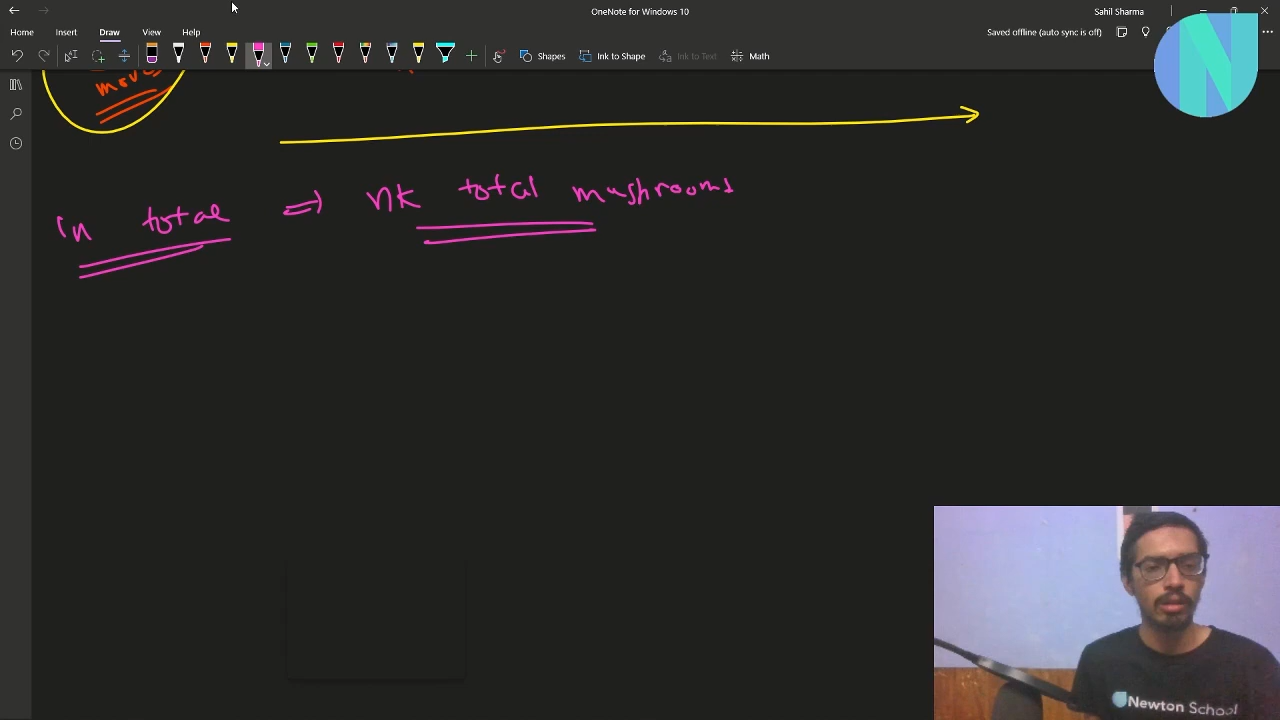 OneNote for Windows 10
Sahil Sharma
Home Insert Draw View Help
Saved offline (auto sync is off)
Shapes Ink to Shape Ink to Text Math
move
in total => nk total mushrooms
Newton School